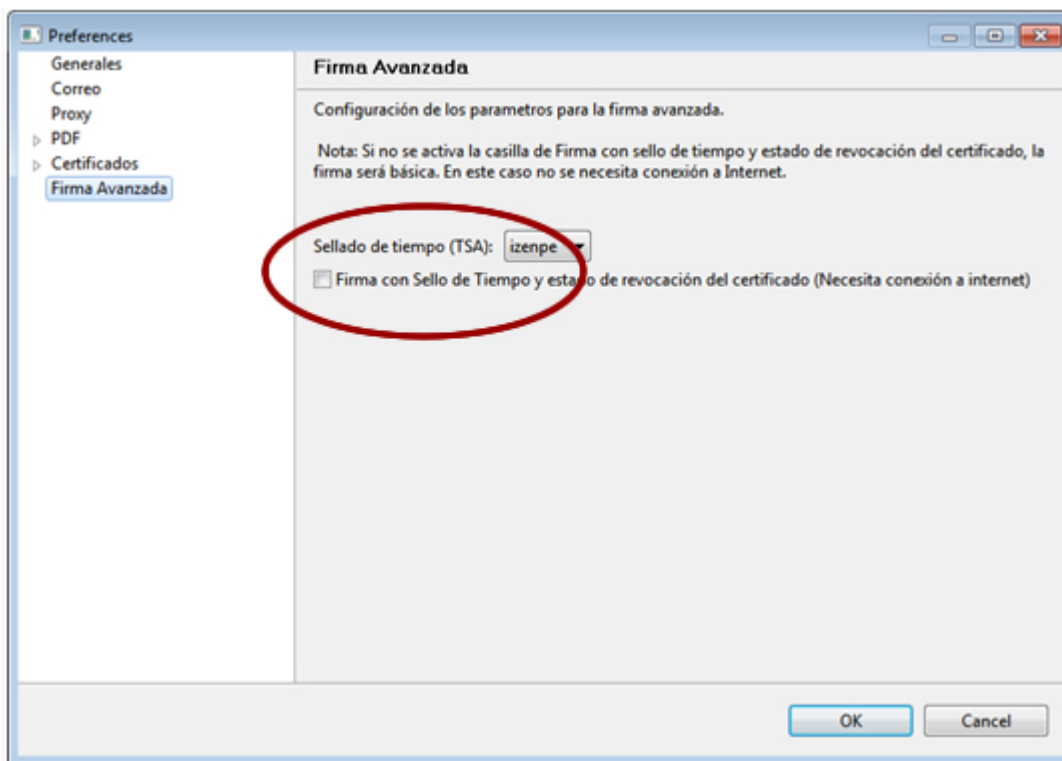 Preferences
Generales
Correo
Proxy
PDF
Certificados
Firma Avanzada
Firma Avanzada
Configuración de los parametros para la firma avanzada.
Nota: Si no se activa la casilla de Firma con sello de tiempo y estado de revocación del certificado, la
firma será básica. En este caso no se necesita conexión a Internet.
Sellado de tiempo (TSA): izenpe
Firma con Sello de Tiempo y estado de revocación del certificado (Necesita conexión a internet)
OK Cancel